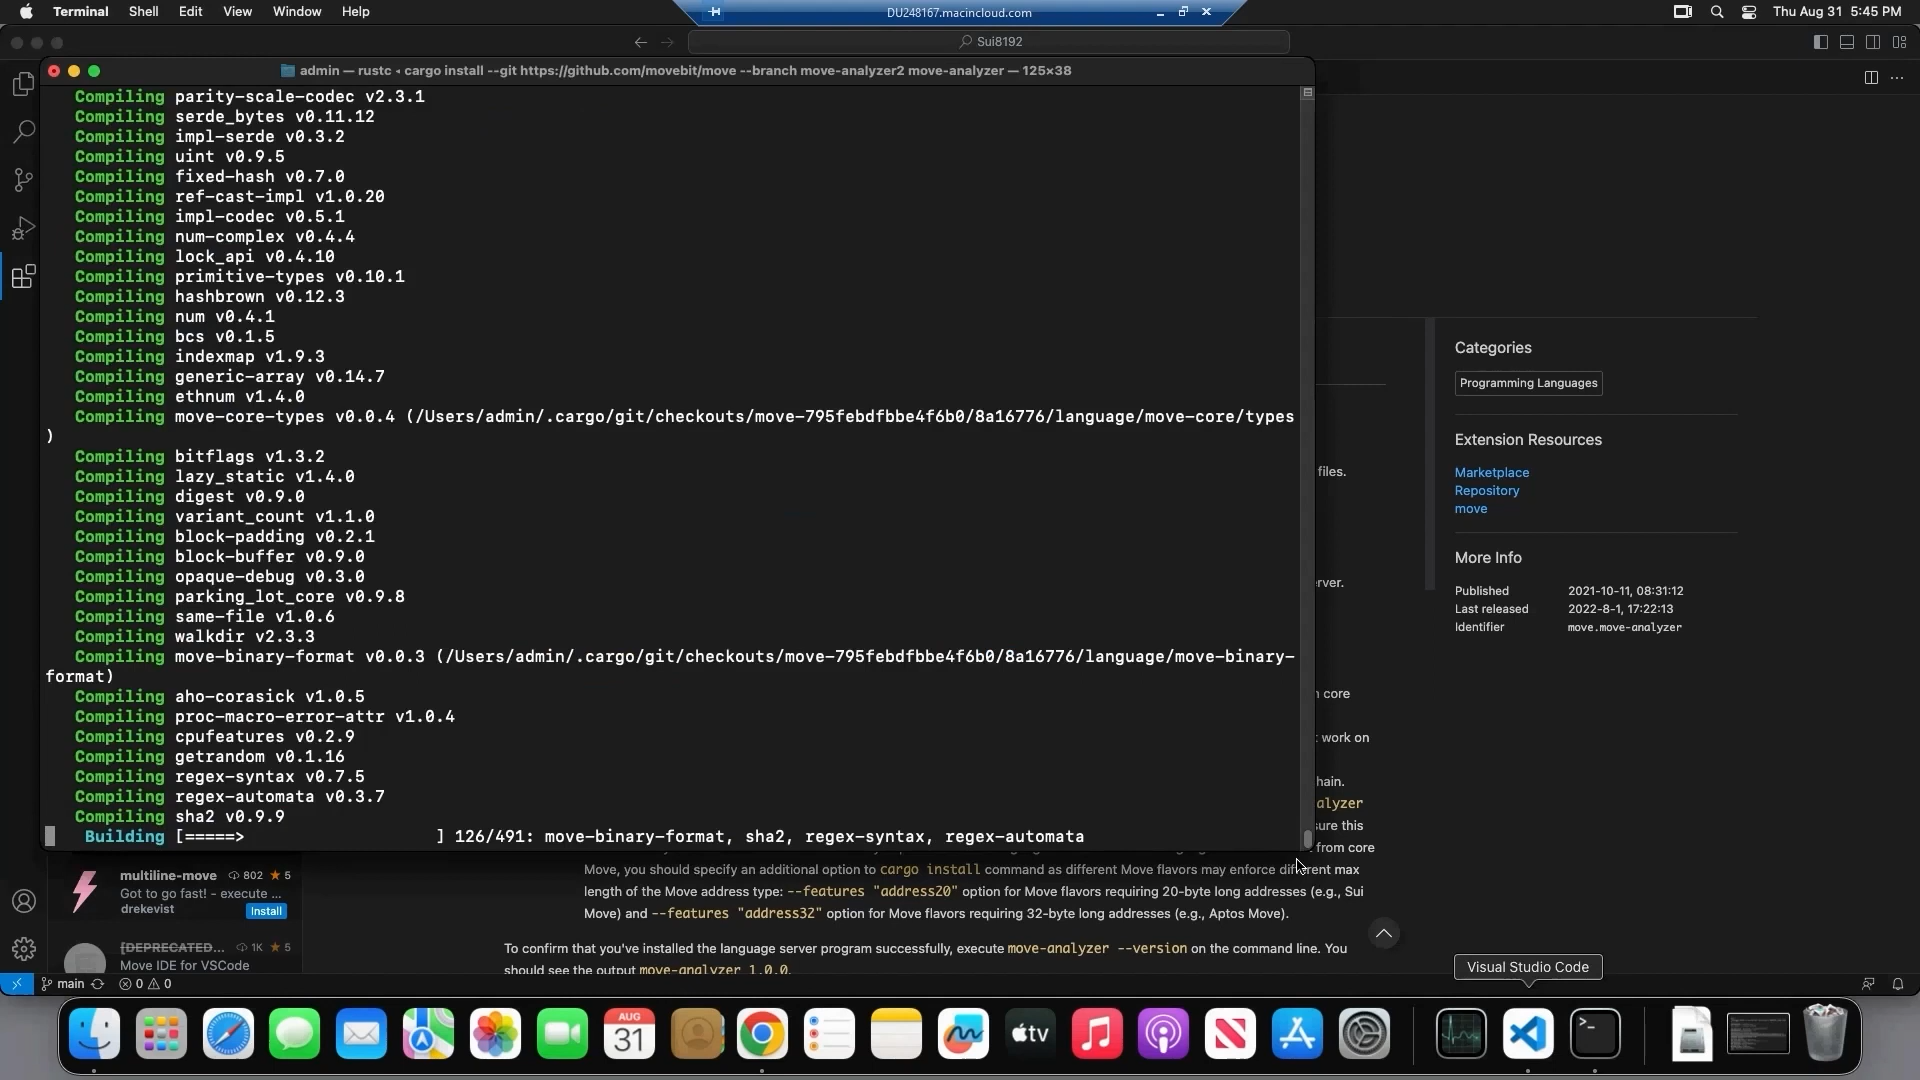 Terminal Shell Edit View Window Help
DU248167.macincloud.com
Thu Aug 31 5:45 PM
Sui8192
admin — rustc ◂ cargo install --git https://github.com/movebit/move --branch move-analyzer2 move-analyzer — 125×38
Compiling parity-scale-codec v2.3.1
Compiling serde_bytes v0.11.12
Compiling impl-serde v0.3.2
Compiling uint v0.9.5
Compiling fixed-hash v0.7.0
Compiling ref-cast-impl v1.0.20
Compiling impl-codec v0.5.1
Compiling num-complex v0.4.4
Compiling lock_api v0.4.10
Compiling primitive-types v0.10.1
Compiling hashbrown v0.12.3
Compiling num v0.4.1
Compiling bcs v0.1.5
Compiling indexmap v1.9.3
Compiling generic-array v0.14.7
Compiling ethnum v1.4.0
Compiling move-core-types v0.0.4 (/Users/admin/.cargo/git/checkouts/move-795febdfbbe4f6b0/8a16776/language/move-core/types
)
Compiling bitflags v1.3.2
Compiling lazy_static v1.4.0
Compiling digest v0.9.0
Compiling variant_count v1.1.0
Compiling block-padding v0.2.1
Compiling block-buffer v0.9.0
Compiling opaque-debug v0.3.0
Compiling parking_lot_core v0.9.8
Compiling same-file v1.0.6
Compiling walkdir v2.3.3
Compiling move-binary-format v0.0.3 (/Users/admin/.cargo/git/checkouts/move-795febdfbbe4f6b0/8a16776/language/move-binary-
format)
Compiling aho-corasick v1.0.5
Compiling proc-macro-error-attr v1.0.4
Compiling cpufeatures v0.2.9
Compiling getrandom v0.1.16
Compiling regex-syntax v0.7.5
Compiling regex-automata v0.3.7
Compiling sha2 v0.9.9
Building [=====> ] 126/491: move-binary-format, sha2, regex-syntax, regex-automata
files.
rver.
core
work on
hain.
alyzer
sure this
from core
Move, you should specify an additional option to cargo install command as different Move flavors may enforce different max
length of the Move address type: --features "address20" option for Move flavors requiring 20-byte long addresses (e.g., Sui
Move) and --features "address32" option for Move flavors requiring 32-byte long addresses (e.g., Aptos Move).
To confirm that you've installed the language server program successfully, execute move-analyzer --version on the command line. You
should see the output move-analyzer 1.0.0.
Categories
Programming Languages
Extension Resources
Marketplace
Repository
move
More Info
Published 2021-10-11, 08:31:12
Last released 2022-8-1, 17:22:13
Identifier move.move-analyzer
multiline-move 802 ★ 5
Got to go fast! - execute ...
drekevist
Install
[DEPRECATED... 1K ★ 5
Move IDE for VSCode
main 0 0
Visual Studio Code
AUG
31
tv